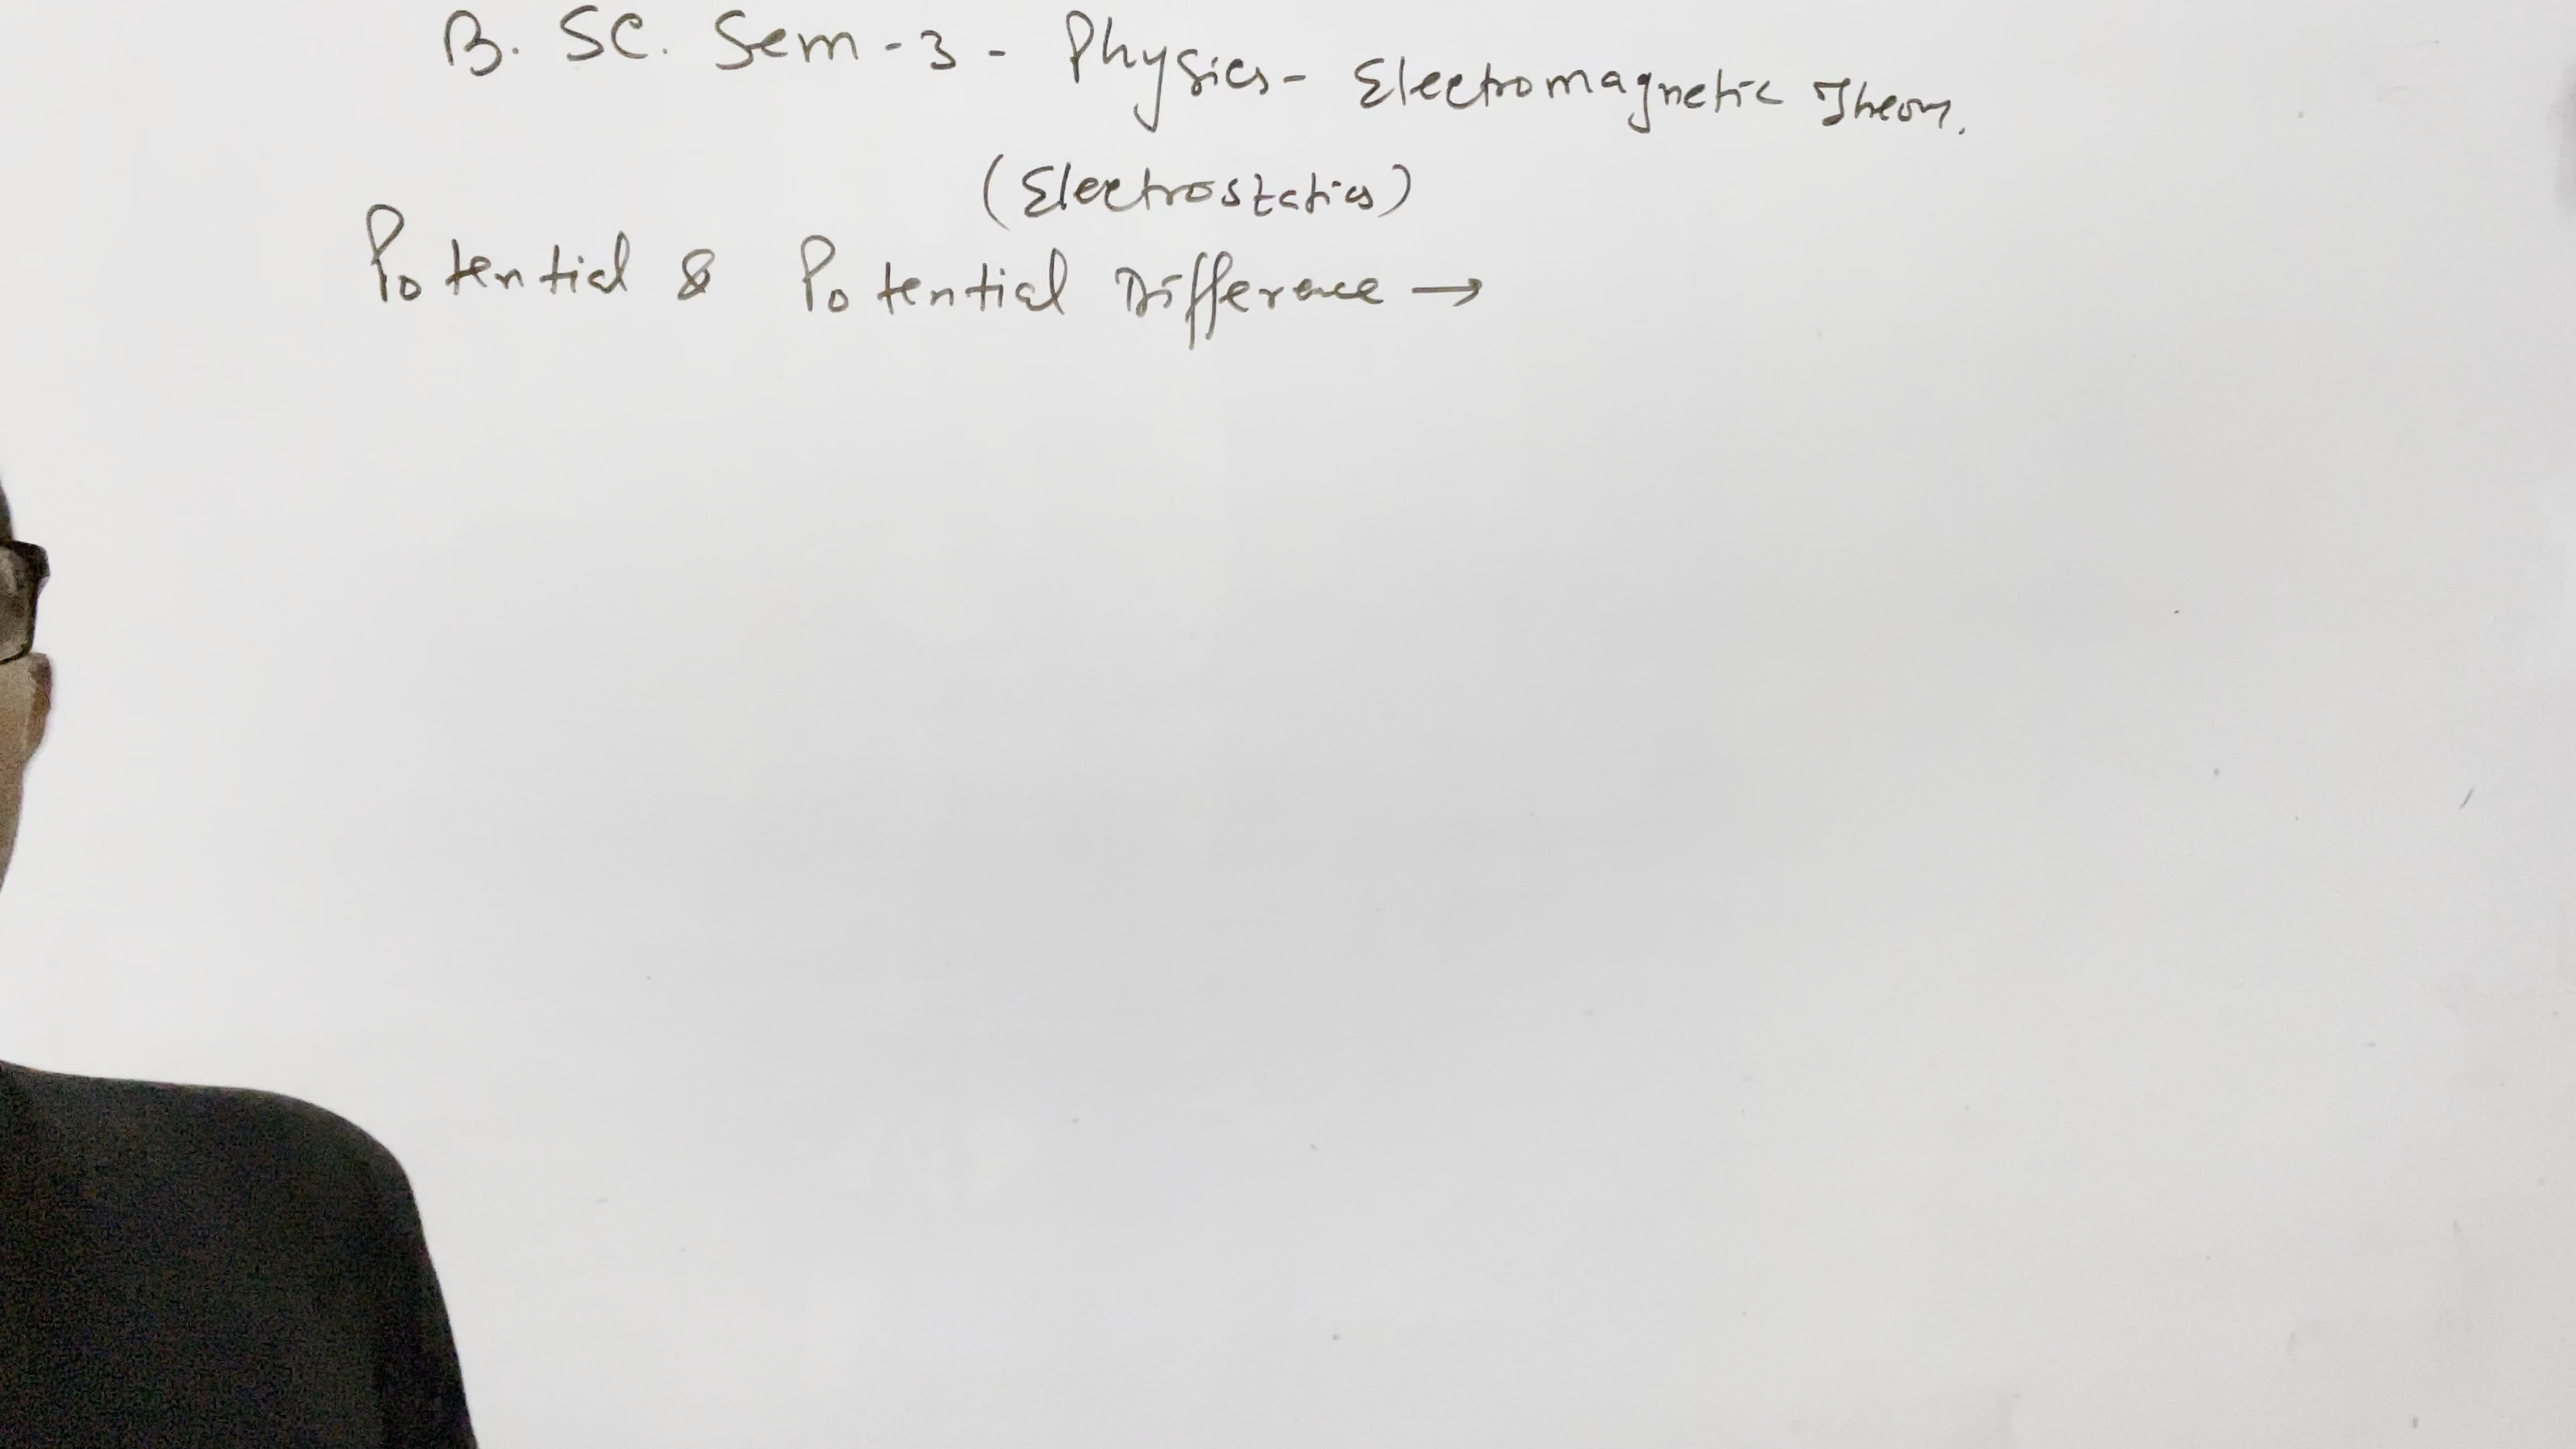 B. SC. Sem - 3 - Physics - Electromagnetic Theory.
(Electrostatics)
Potential & Potential Difference →